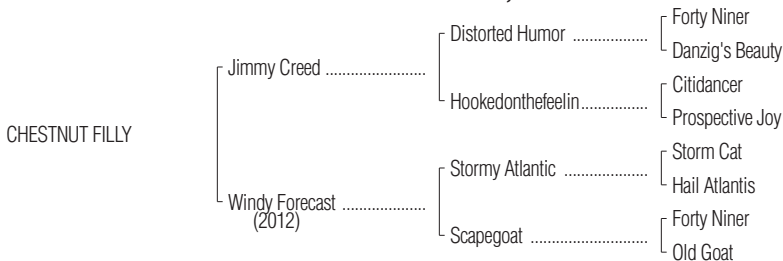 Forty Niner
Distorted Humor ..................
Danzig's Beauty
Jimmy Creed ........................
Citidancer
Hookedonthefeelin................
Prospective Joy
CHESTNUT FILLY
Storm Cat
Stormy Atlantic ....................
Hail Atlantis
Windy Forecast ....................
(2012)
Forty Niner
Scapegoat ............................
Old Goat